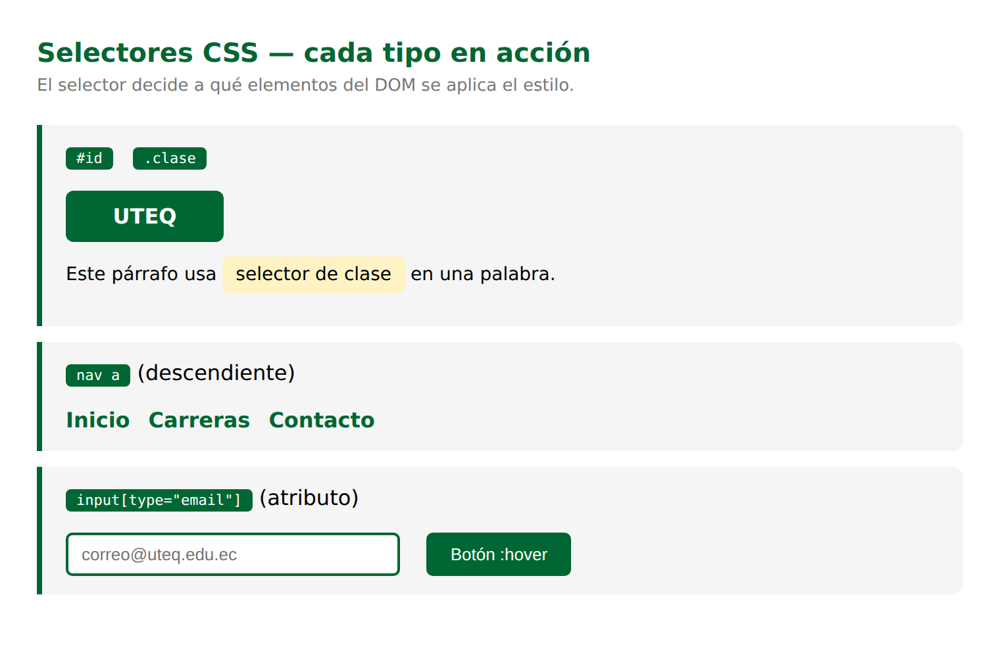 Selectores CSS — cada tipo en acción
El selector decide a qué elementos del DOM se aplica el estilo.
#id .clase
UTEQ
Este párrafo usa selector de clase en una palabra.
nav a (descendiente)
Inicio Carreras Contacto
input[type="email"] (atributo)
correo@uteq.edu.ec Botón :hover